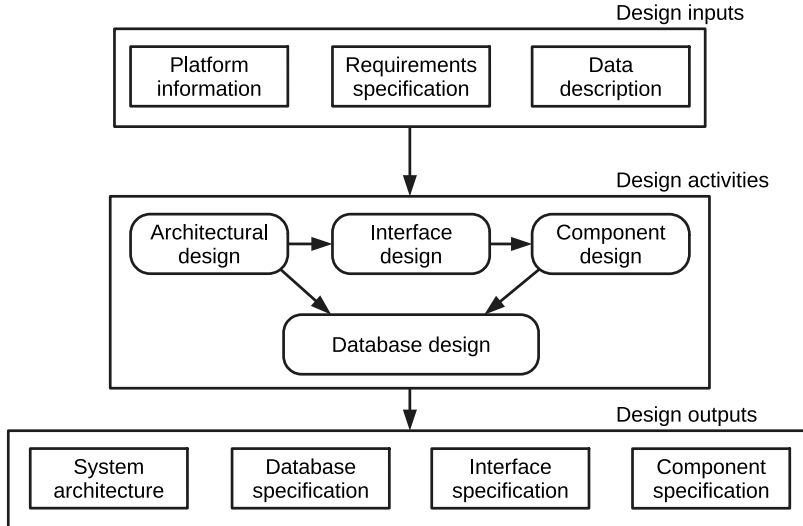 Design inputs
Platform
information
Requirements
specification
Data
description
Design activities
Architectural
design
Interface
design
Component
design
Database design
Design outputs
System
architecture
Database
specification
Interface
specification
Component
specification